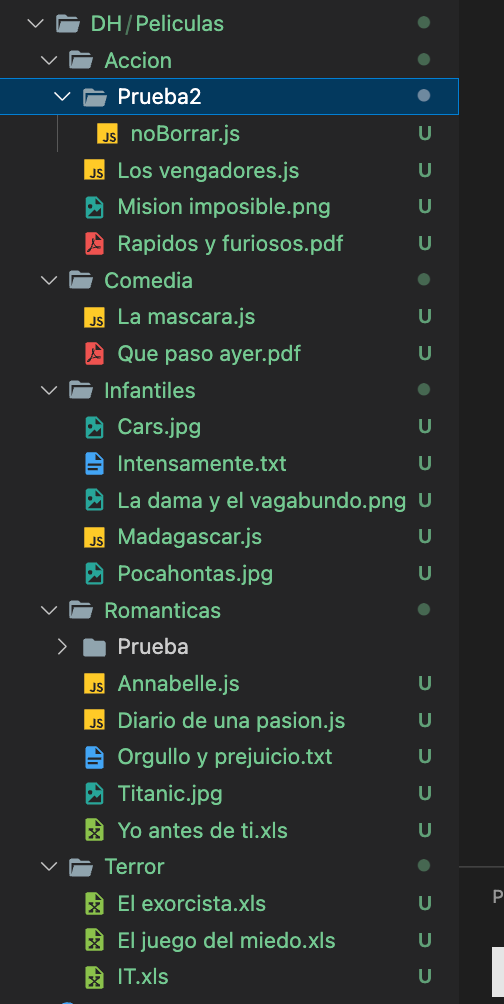 DH/Peliculas
Accion
Prueba2
JS noBorrar.js U
JS Los vengadores.js U
Mision imposible.png U
Rapidos y furiosos.pdf U
Comedia
JS La mascara.js U
Que paso ayer.pdf U
Infantiles
Cars.jpg U
Intensamente.txt U
La dama y el vagabundo.png U
JS Madagascar.js U
Pocahontas.jpg U
Romanticas
Prueba
JS Annabelle.js U
JS Diario de una pasion.js U
Orgullo y prejuicio.txt U
Titanic.jpg U
Yo antes de ti.xls U
Terror
El exorcista.xls U
P
El juego del miedo.xls U
IT.xls U